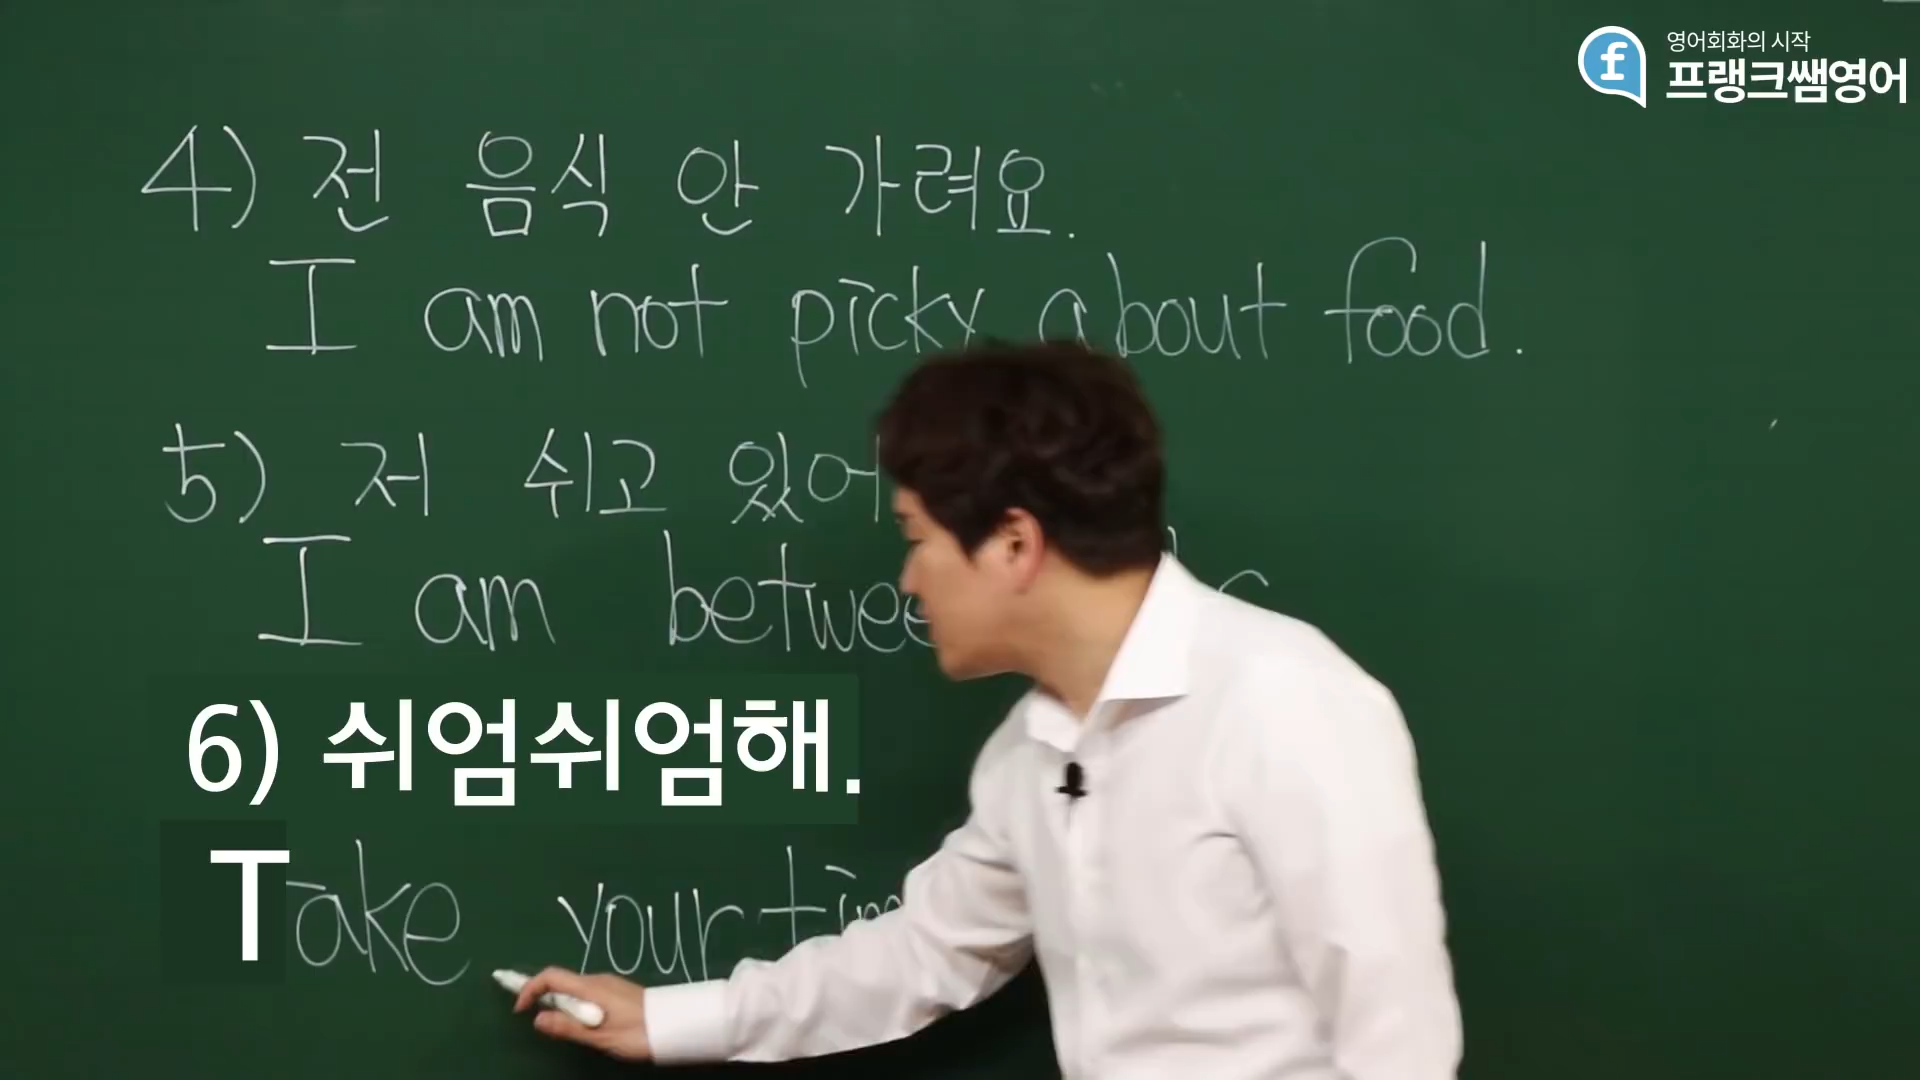 영어회화의 시작
프랭크쌤영어
4) 전 음식 안 가려요.
I am not picky about food.
5) 저 쉬고
I am
6) 쉬엄쉬엄해.
Take your